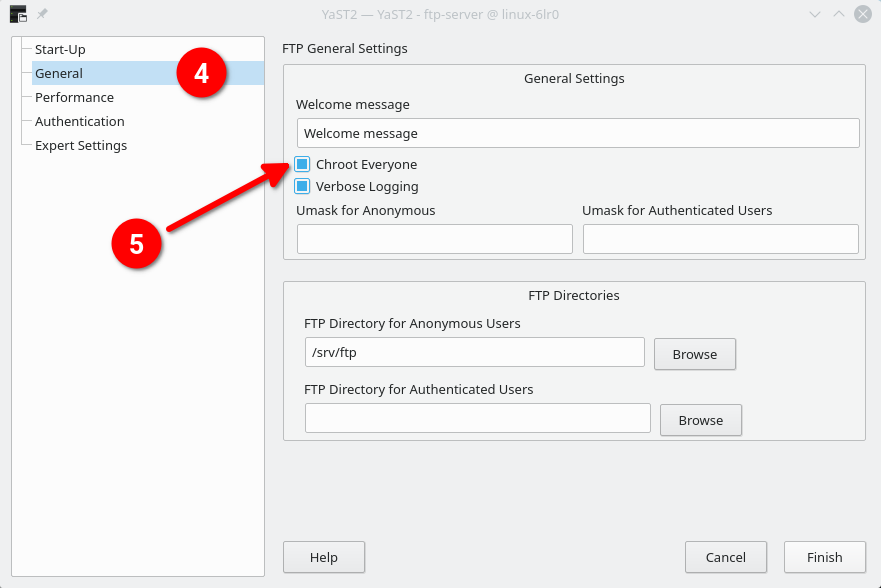 YaST2 — YaST2 - ftp-server @ linux-6lr0
Start-Up
General
4
Performance
Authentication
Expert Settings
5
FTP General Settings
General Settings
Welcome message
Welcome message
Chroot Everyone
Verbose Logging
Umask for Anonymous
Umask for Authenticated Users
FTP Directories
FTP Directory for Anonymous Users
/srv/ftp
Browse
FTP Directory for Authenticated Users
Browse
Help
Cancel
Finish